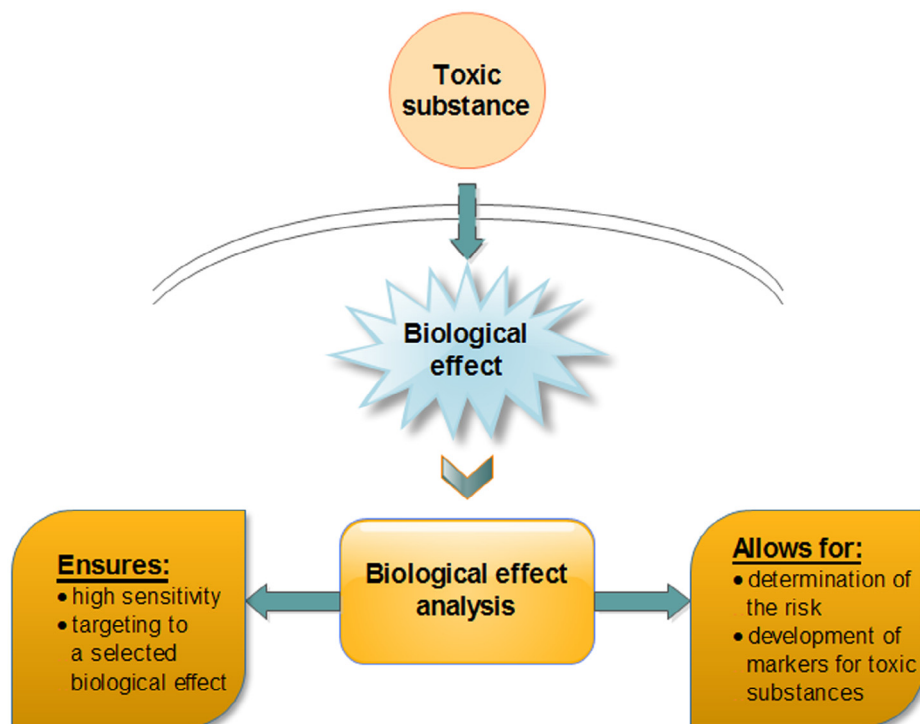 Toxic
substance
Biological
effect
Biological effect
analysis
Ensures:
• high sensitivity
• targeting to
a selected
biological effect
Allows for:
• determination of
the risk
• development of
markers for toxic
substances